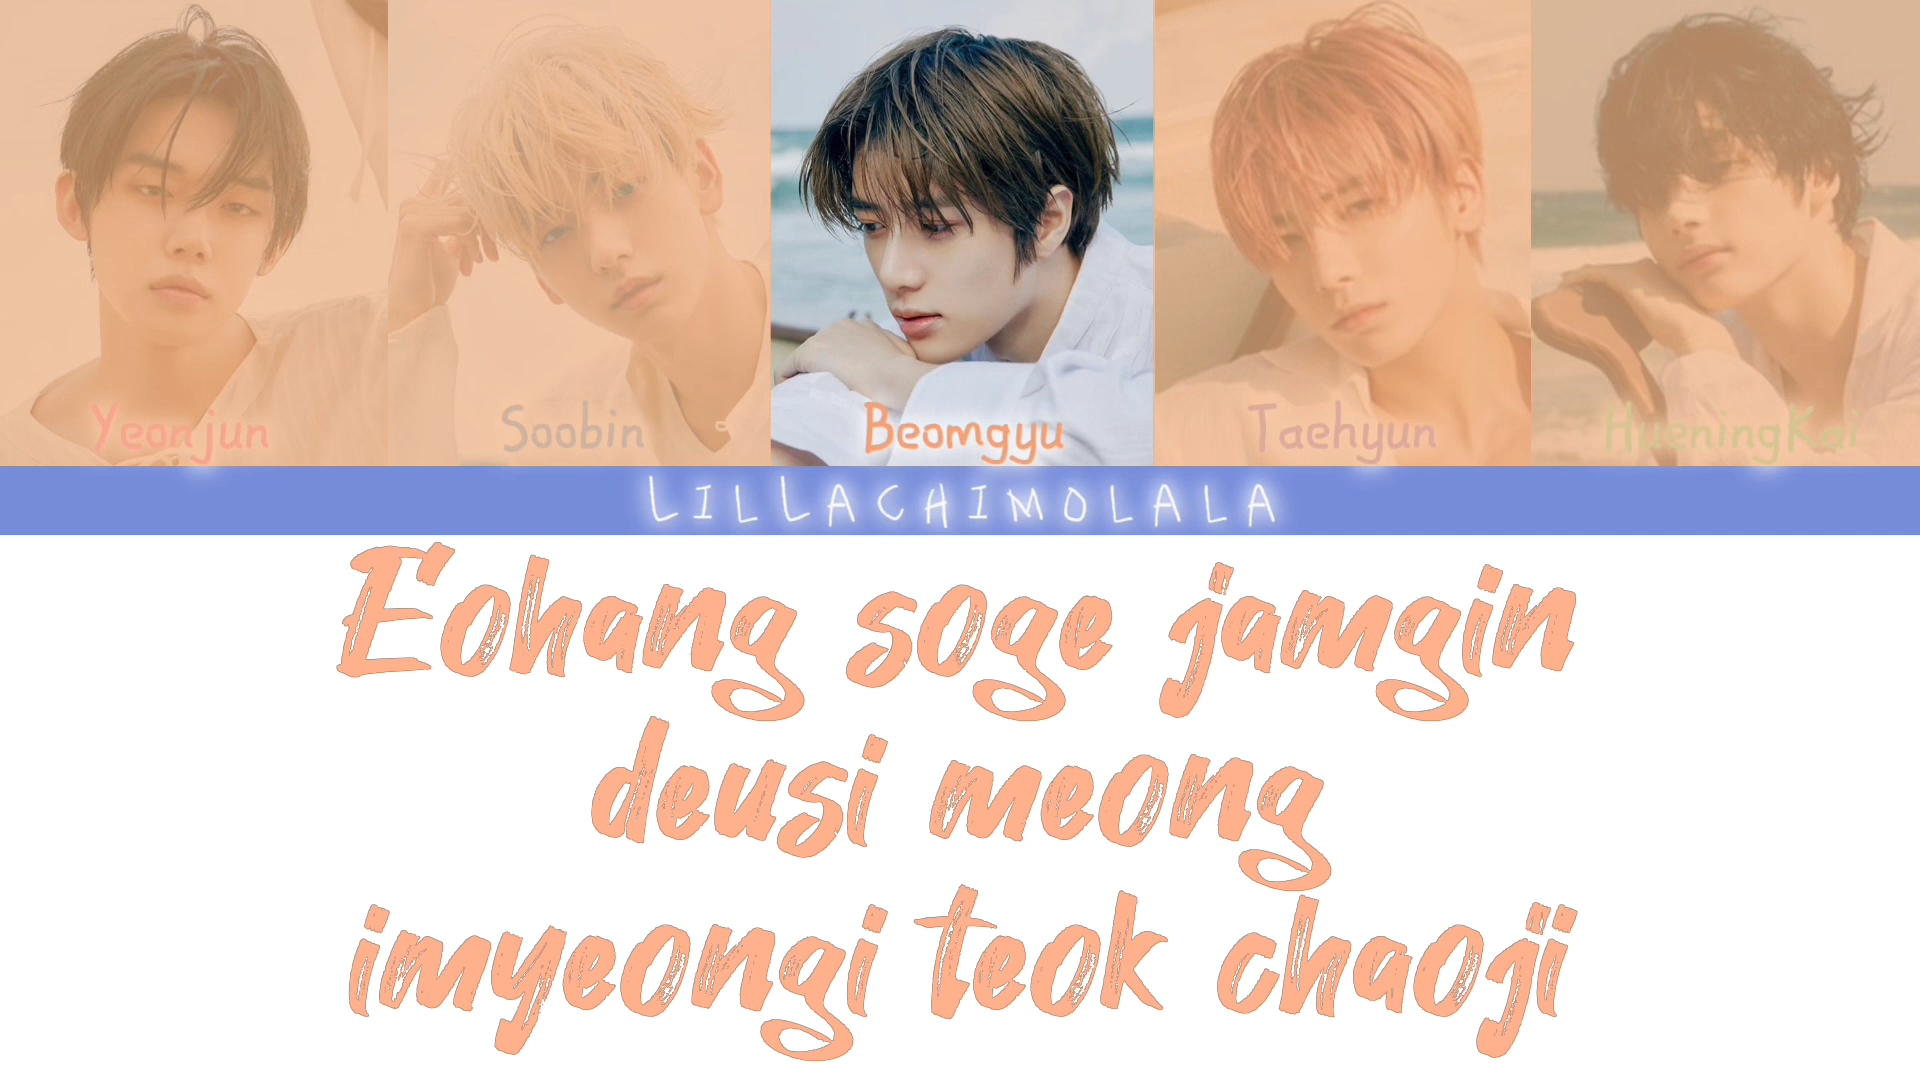 Yeonjun
Soobin
Beomgyu
Taehyun
HueningKai
LILLACHIMOLALA
Eohang soge jamgin
deusi meong
imyeongi teok chaoji